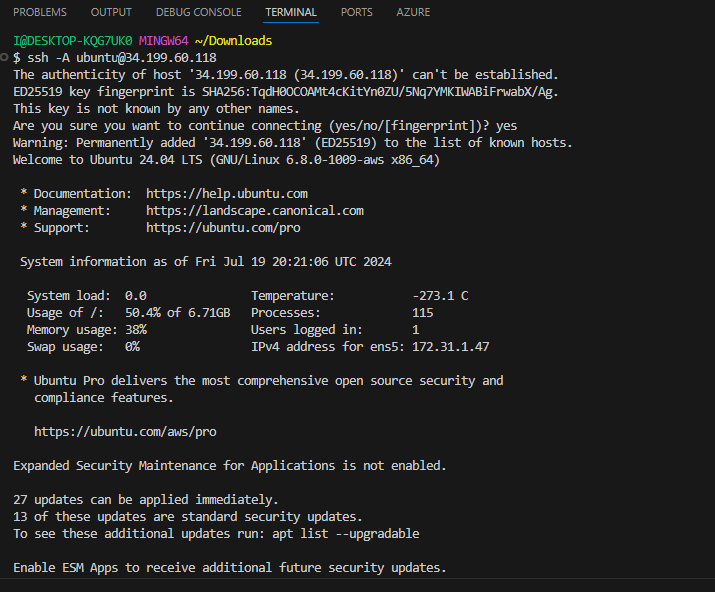 PROBLEMS OUTPUT DEBUG CONSOLE TERMINAL PORTS AZURE
I@DESKTOP-KQG7UK0 MINGW64 ~/Downloads
$ ssh -A ubuntu@34.199.60.118
The authenticity of host '34.199.60.118 (34.199.60.118)' can't be established.
ED25519 key fingerprint is SHA256:TqdH0OCOAMt4cKitYn0ZU/5Nq7YMKIWABiFrwabX/Ag.
This key is not known by any other names.
Are you sure you want to continue connecting (yes/no/[fingerprint])? yes
Warning: Permanently added '34.199.60.118' (ED25519) to the list of known hosts.
Welcome to Ubuntu 24.04 LTS (GNU/Linux 6.8.0-1009-aws x86_64)
* Documentation: https://help.ubuntu.com
* Management: https://landscape.canonical.com
* Support: https://ubuntu.com/pro
System information as of Fri Jul 19 20:21:06 UTC 2024
System load: 0.0 Temperature: -273.1 C
Usage of /: 50.4% of 6.71GB Processes: 115
Memory usage: 38% Users logged in: 1
Swap usage: 0% IPv4 address for ens5: 172.31.1.47
* Ubuntu Pro delivers the most comprehensive open source security and
compliance features.
https://ubuntu.com/aws/pro
Expanded Security Maintenance for Applications is not enabled.
27 updates can be applied immediately.
13 of these updates are standard security updates.
To see these additional updates run: apt list --upgradable
Enable ESM Apps to receive additional future security updates.